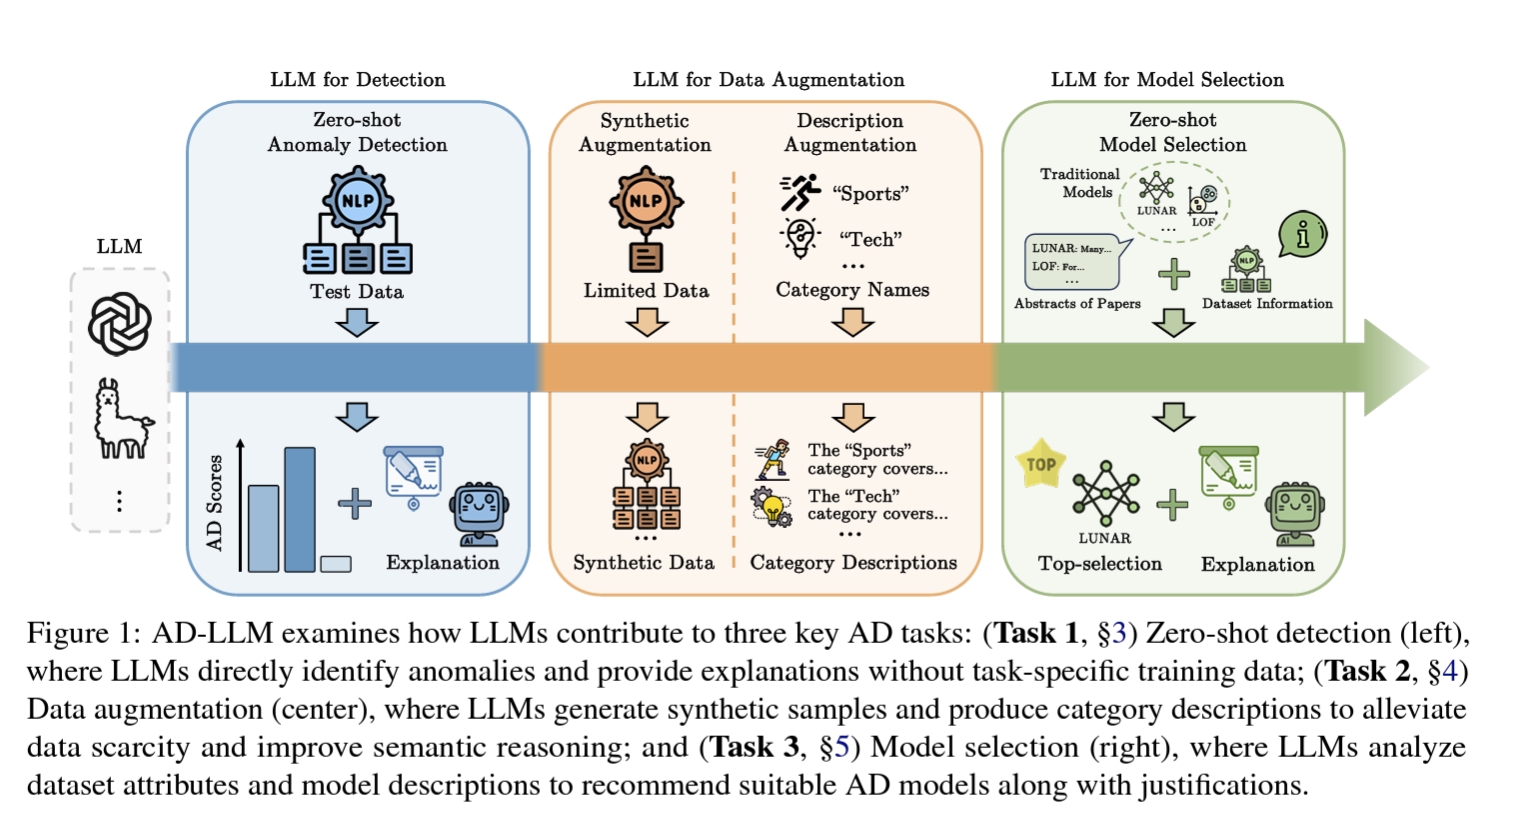 LLM for Detection
LLM for Data Augmentation
LLM for Model Selection
LLM
Zero-shot
Anomaly Detection
NLP
Test Data
AD Scores
Explanation
Synthetic
Augmentation
NLP
Limited Data
NLP
...
Synthetic Data
Description
Augmentation
“Sports”
“Tech”
...
Category Names
The “Sports”
category covers...
The “Tech”
category covers...
...
Category Descriptions
Zero-shot
Model Selection
Traditional
Models
LUNAR
LOF
...
LUNAR: Many...
LOF: For...
...
Abstracts of Papers
NLP
i
Dataset Information
TOP
LUNAR
Top-selection
AI
Explanation
AI
Figure 1: AD-LLM examines how LLMs contribute to three key AD tasks: (Task 1, §3) Zero-shot detection (left),
where LLMs directly identify anomalies and provide explanations without task-specific training data; (Task 2, §4)
Data augmentation (center), where LLMs generate synthetic samples and produce category descriptions to alleviate
data scarcity and improve semantic reasoning; and (Task 3, §5) Model selection (right), where LLMs analyze
dataset attributes and model descriptions to recommend suitable AD models along with justifications.